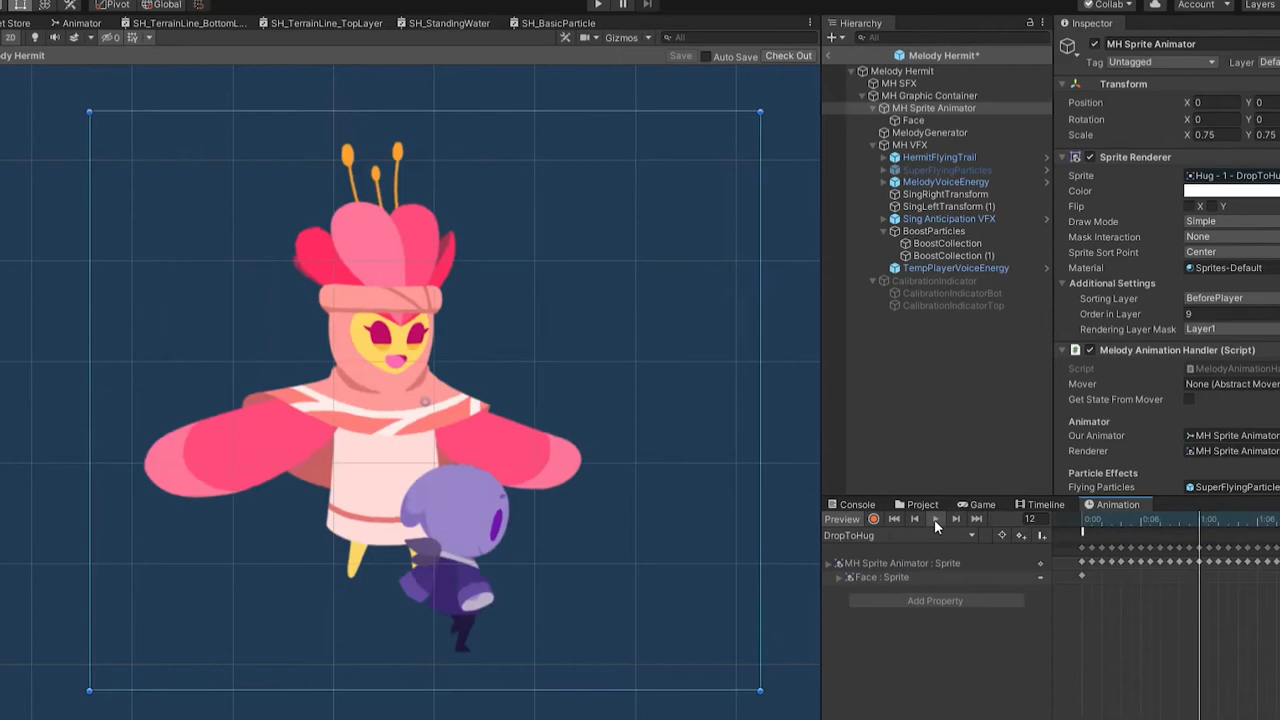 Pivot Global Collab Account Layers
et Store Animator SH_TerrainLine_BottomL... SH_TerrainLine_TopLayer SH_StandingWater SH_BasicParticle
2D 0 Gizmos All
lody Hermit Save Auto Save Check Out
Hierarchy
All
Melody Hermit*
Melody Hermit
MH SFX
MH Graphic Container
MH Sprite Animator
Face
MelodyGenerator
MH VFX
HermitFlyingTrail
SuperFlyingParticles
MelodyVoiceEnergy
SingRightTransform
SingLeftTransform (1)
Sing Anticipation VFX
BoostParticles
BoostCollection
BoostCollection (1)
TempPlayerVoiceEnergy
CalibrationIndicator
CalibrationIndicatorBot
CalibrationIndicatorTop
Inspector
MH Sprite Animator
Tag Untagged Layer Defa
Transform
Position X 0 Y 0
Rotation X 0 Y 0
Scale X 0.75 Y 0.75
Sprite Renderer
Sprite Hug - 1 - DropToHu
Color
Flip X Y
Draw Mode Simple
Mask Interaction None
Sprite Sort Point Center
Material Sprites-Default
Additional Settings
Sorting Layer BeforePlayer
Order in Layer 9
Rendering Layer Mask Layer1
Melody Animation Handler (Script)
Script MelodyAnimationHa
Mover None (Abstract Mover
Get State From Mover
Animator
Our Animator MH Sprite Animator
Renderer MH Sprite Animator
Particle Effects
Flying Particles SuperFlyingParticle
Console Project Game Timeline Animation
Preview 12 0:00 0:06 1:00 1:06
DropToHug
MH Sprite Animator : Sprite
Face : Sprite
Add Property